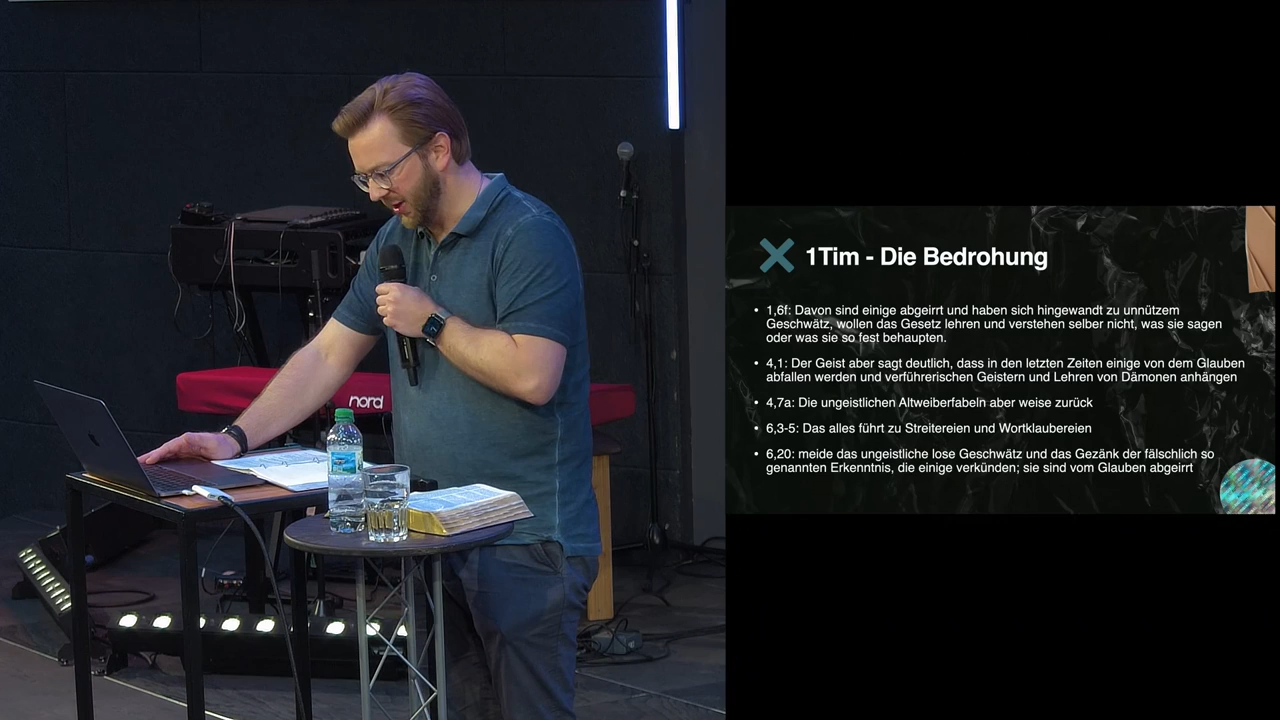 nord
1Tim - Die Bedrohung
• 1,6f: Davon sind einige abgeirrt und haben sich hingewandt zu unnützem
Geschwätz, wollen das Gesetz lehren und verstehen selber nicht, was sie sagen
oder was sie so fest behaupten.
• 4,1: Der Geist aber sagt deutlich, dass in den letzten Zeiten einige von dem Glauben
abfallen werden und verführerischen Geistern und Lehren von Dämonen anhängen
• 4,7a: Die ungeistlichen Altweiberfabeln aber weise zurück
• 6,3-5: Das alles führt zu Streitereien und Wortklaubereien
• 6,20: meide das ungeistliche lose Geschwätz und das Gezänk der fälschlich so
genannten Erkenntnis, die einige verkünden; sie sind vom Glauben abgeirrt